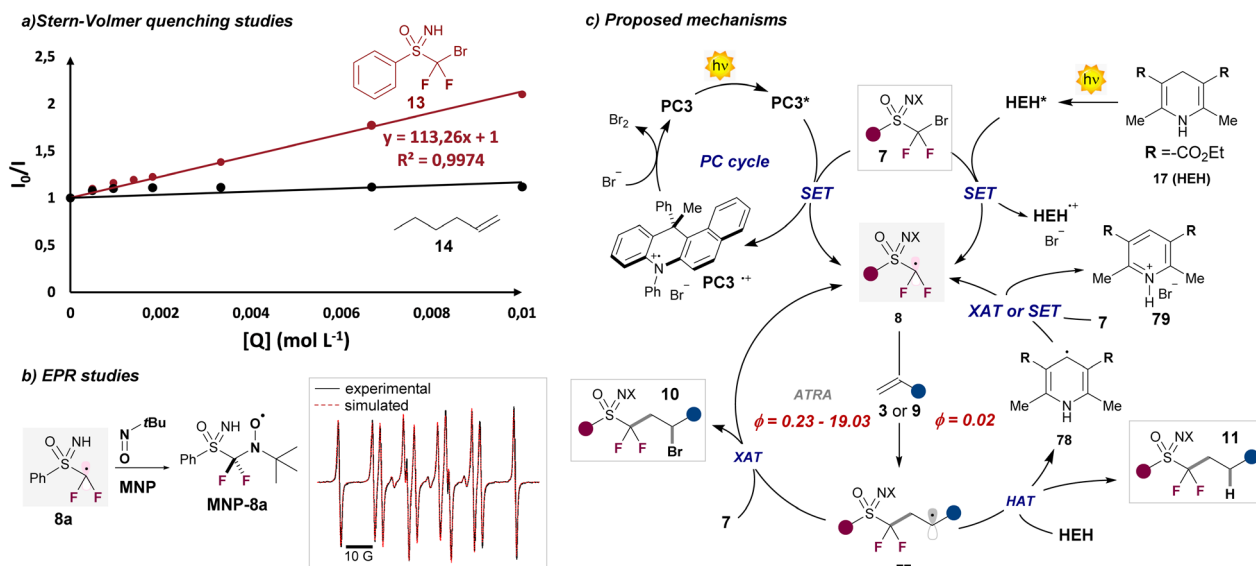 a)Stern-Volmer quenching studies
2,5
2
1,5
1
0,5
0
I0/I
0
0,002
0,004
0,006
0,008
0,01
[Q] (mol L-1)
O
NH
S
Br
F
F
13
y = 113,26x + 1
R² = 0,9974
14
b) EPR studies
O
NH
S
Ph
•
F
F
8a
N
tBu
O
MNP
O
NH
S
Ph
N
O•
F
F
MNP-8a
experimental
simulated
10 G
c) Proposed mechanisms
hν
PC3
PC3*
Br2
Br−
PC cycle
Ph
Me
N
+•
Ph
Br−
PC3 •+
SET
O
NX
S
Br
F
F
7
SET
hν
HEH*
R
R
Me
N
H
Me
R =-CO2Et
17 (HEH)
HEH•+
Br−
O
NX
S
•
F
F
8
R
R
Me
N
+
H
Me
Br−
79
XAT or SET
7
R
•
R
Me
N
H
Me
78
3 or 9
ATRA
ϕ = 0.23 - 19.03
ϕ = 0.02
10
O
NX
S
F
F
Br
XAT
7
O
NX
S
•
F
F
HAT
HEH
11
O
NX
S
F
F
H